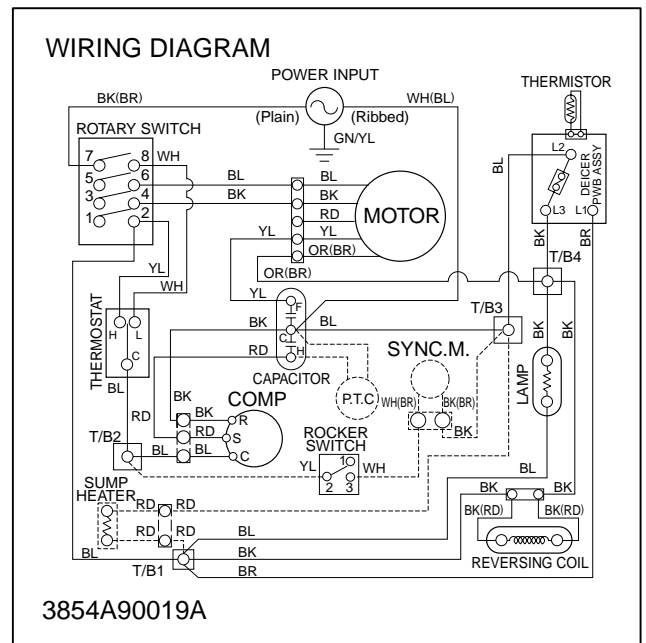 WIRING DIAGRAM
POWER INPUT
THERMISTOR
BK(BR)
WH(BL)
(Plain)
(Ribbed)
GN/YL
ROTARY SWITCH
7
8
WH
5
6
BL
BL
3
4
BK
BK
1
2
RD
YL
YL
OR(BR)
OR(BR)
MOTOR
BL
L2
DEICER
PWB ASSY
L3
L1
BK
BR
T/B4
YL
WH
YL
F
C
H
CAPACITOR
BK
BL
RD
T/B3
THERMOSTAT
H
L
C
BL
RD
SYNC.M.
P.T.C
WH(BR)
BK(BR)
BK
BK
BK
LAMP
BK
COMP
BK
R
RD
S
BL
BL
C
T/B2
ROCKER
SWITCH
YL
WH
1
2
3
SUMP
HEATER
RD
RD
RD
RD
BL
T/B1
BL
BL
BK
BR
BK
BK
BK(RD)
BK(RD)
REVERSING COIL
3854A90019A